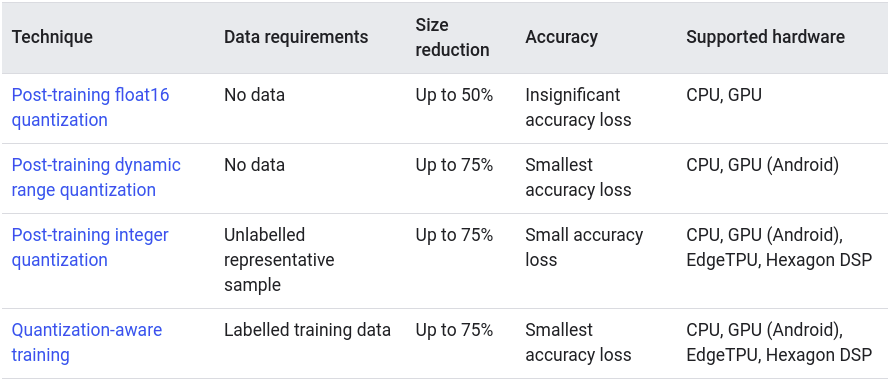 Technique Data requirements Size reduction Accuracy Supported hardware
Post-training float16 quantization No data Up to 50% Insignificant accuracy loss CPU, GPU
Post-training dynamic range quantization No data Up to 75% Smallest accuracy loss CPU, GPU (Android)
Post-training integer quantization Unlabelled representative sample Up to 75% Small accuracy loss CPU, GPU (Android), EdgeTPU, Hexagon DSP
Quantization-aware training Labelled training data Up to 75% Smallest accuracy loss CPU, GPU (Android), EdgeTPU, Hexagon DSP